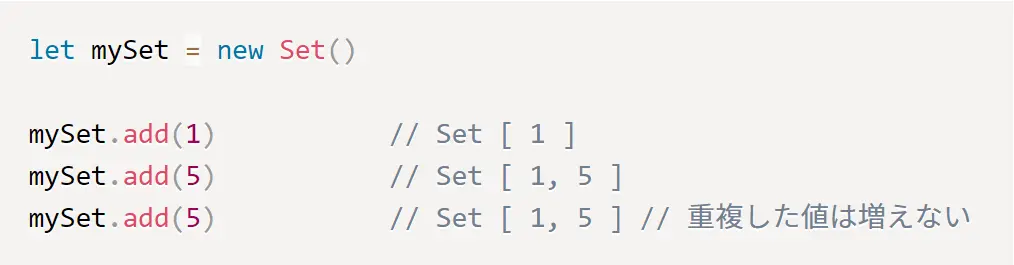 let mySet = new Set()
mySet.add(1) // Set [ 1 ]
mySet.add(5) // Set [ 1, 5 ]
mySet.add(5) // Set [ 1, 5 ] // 重複した値は増えない